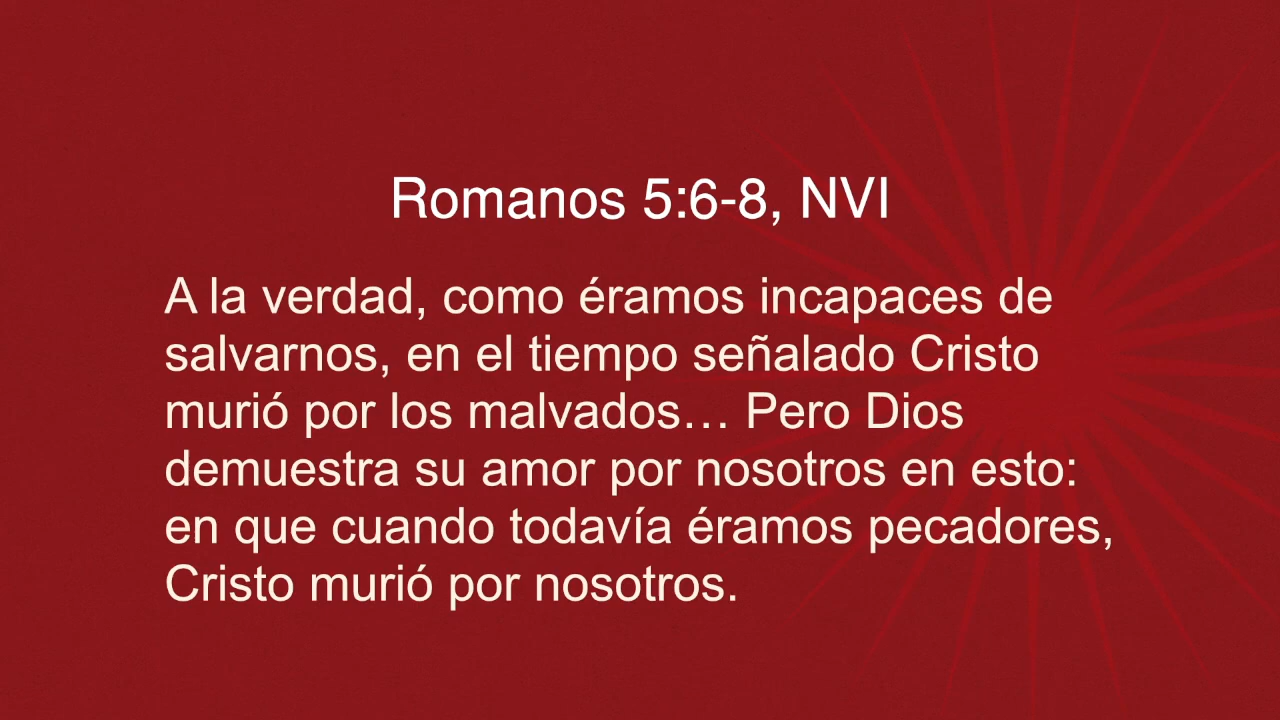 Romanos 5:6-8, NVI
A la verdad, como éramos incapaces de
salvarnos, en el tiempo señalado Cristo
murió por los malvados… Pero Dios
demuestra su amor por nosotros en esto:
en que cuando todavía éramos pecadores,
Cristo murió por nosotros.